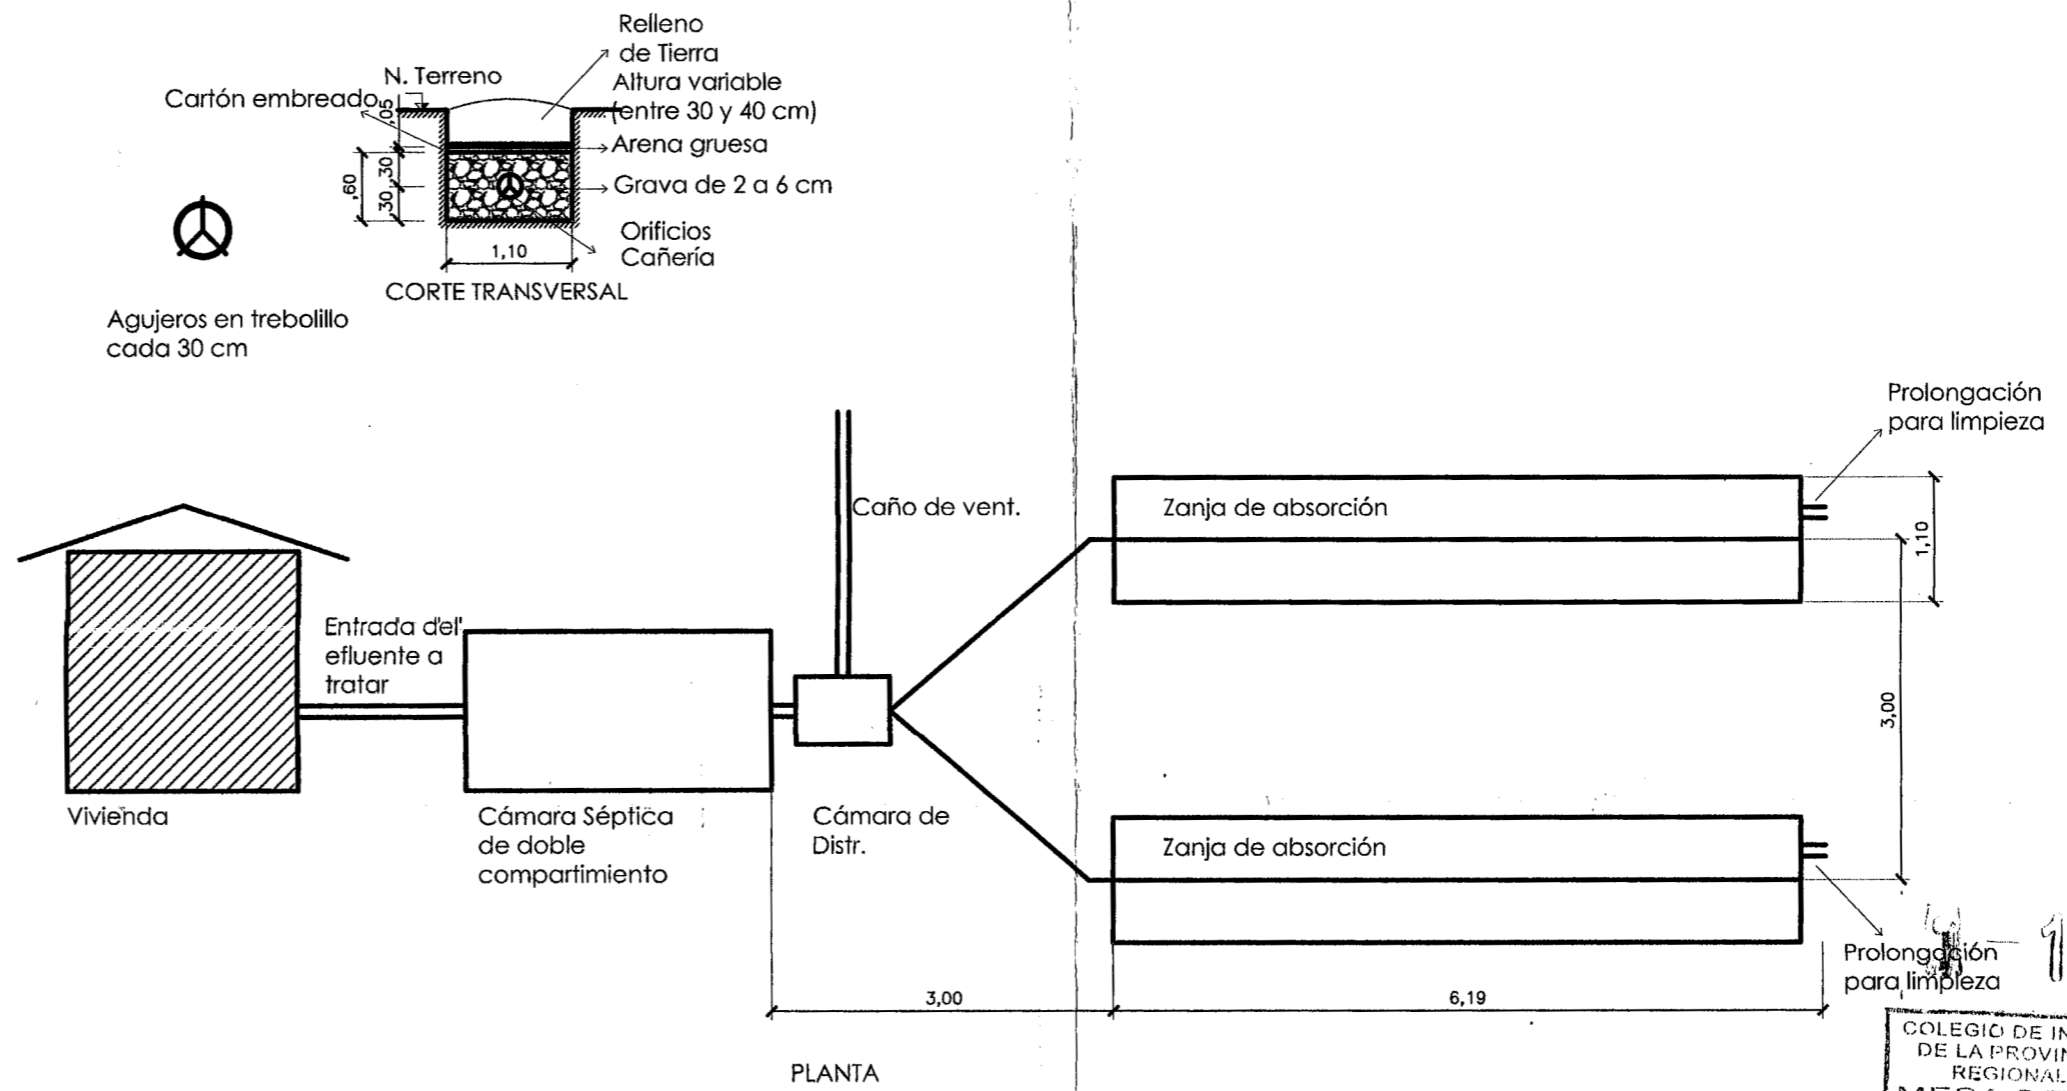 Relleno
de Tierra
Altura variable
(entre 30 y 40 cm)
N. Terreno
Cartón embreado
,05
Arena gruesa
,60
,30
,30
Grava de 2 a 6 cm
Orificios
Cañería
1,10
CORTE TRANSVERSAL
Agujeros en trebolillo
cada 30 cm
Prolongación
para limpieza
Caño de vent.
Zanja de absorción
1,10
Entrada del
efluente a
tratar
3,00
Vivienda
Cámara Séptica
de doble
compartimiento
Cámara de
Distr.
Zanja de absorción
Prolongación
para limpieza
3,00
6,19
PLANTA
COLEGIO DE
DE LA
REGIONAL